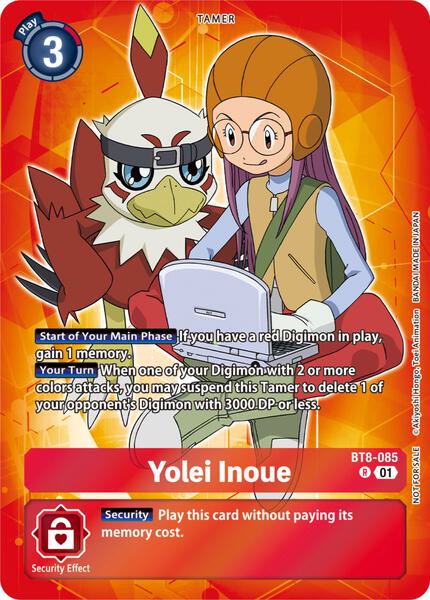 TAMER
Play
3
Start of Your Main Phase If you have a red Digimon in play,
gain 1 memory.
Your Turn When one of your Digimon with 2 or more
colors attacks, you may suspend this Tamer to delete 1 of
your opponent's Digimon with 3000 DP or less.
BT8-085
Yolei Inoue
R 01
Security Play this card without paying its
memory cost.
Security Effect
NOT FOR SALE ©Akiyoshi Hongo, Toei Animation BANDAI MADE IN JAPAN